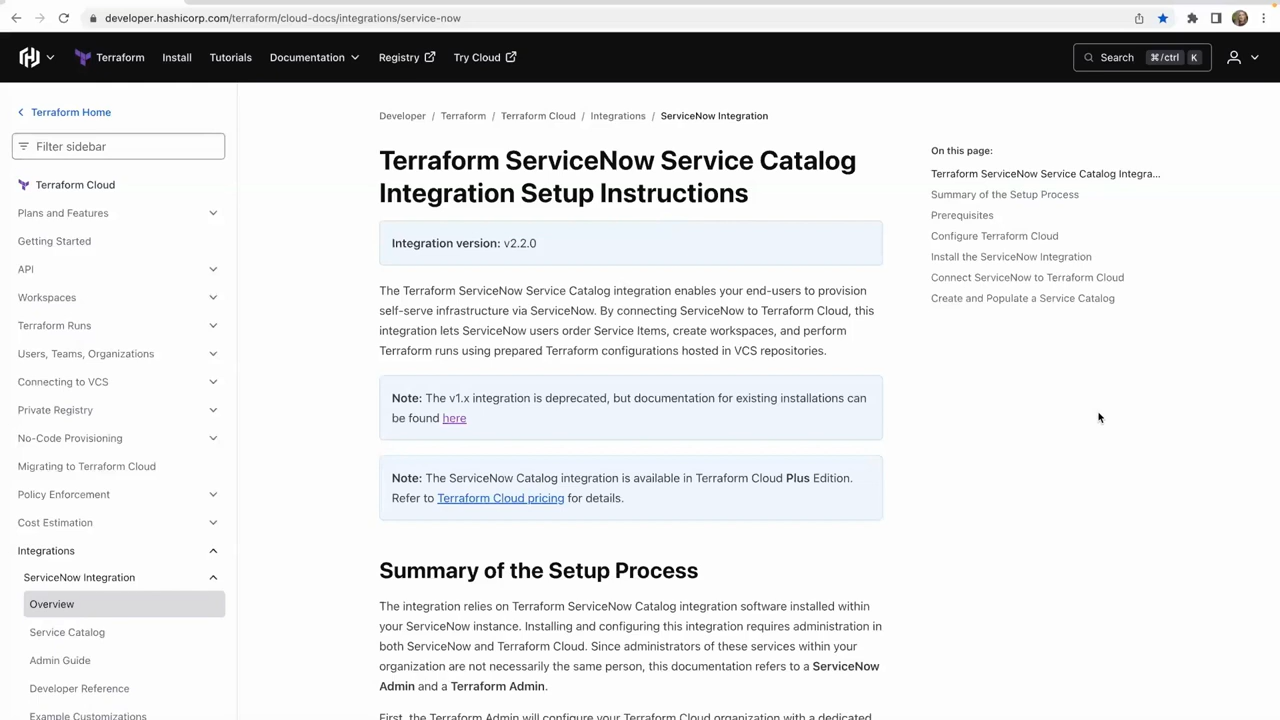 developer.hashicorp.com/terraform/cloud-docs/integrations/service-now
Terraform Install Tutorials Documentation Registry Try Cloud Search ⌘/ctrl K
Terraform Home
Filter sidebar
Terraform Cloud
Plans and Features
Getting Started
API
Workspaces
Terraform Runs
Users, Teams, Organizations
Connecting to VCS
Private Registry
No-Code Provisioning
Migrating to Terraform Cloud
Policy Enforcement
Cost Estimation
Integrations
ServiceNow Integration
Overview
Service Catalog
Admin Guide
Developer Reference
Example Customizations
Developer / Terraform / Terraform Cloud / Integrations / ServiceNow Integration
Terraform ServiceNow Service Catalog
Integration Setup Instructions
Integration version: v2.2.0
The Terraform ServiceNow Service Catalog integration enables your end-users to provision
self-serve infrastructure via ServiceNow. By connecting ServiceNow to Terraform Cloud, this
integration lets ServiceNow users order Service Items, create workspaces, and perform
Terraform runs using prepared Terraform configurations hosted in VCS repositories.
Note: The v1.x integration is deprecated, but documentation for existing installations can
be found here
Note: The ServiceNow Catalog integration is available in Terraform Cloud Plus Edition.
Refer to Terraform Cloud pricing for details.
Summary of the Setup Process
The integration relies on Terraform ServiceNow Catalog integration software installed within
your ServiceNow instance. Installing and configuring this integration requires administration in
both ServiceNow and Terraform Cloud. Since administrators of these services within your
organization are not necessarily the same person, this documentation refers to a ServiceNow
Admin and a Terraform Admin.
First, the Terraform Admin will configure your Terraform Cloud organization with a dedicated
On this page:
Terraform ServiceNow Service Catalog Integra...
Summary of the Setup Process
Prerequisites
Configure Terraform Cloud
Install the ServiceNow Integration
Connect ServiceNow to Terraform Cloud
Create and Populate a Service Catalog